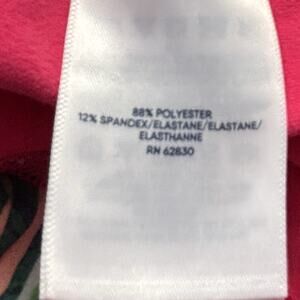 88% POLYESTER
12% SPANDEX/ELASTANE/ELASTANE/
ELASTHANNE
RN 62830